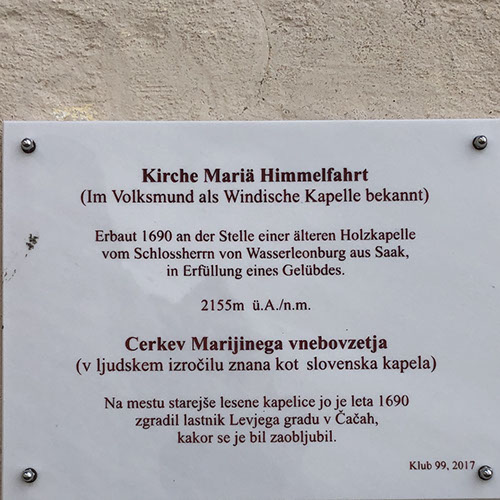 Kirche Mariä Himmelfahrt
(Im Volksmund als Windische Kapelle bekannt)
Erbaut 1690 an der Stelle einer älteren Holzkapelle
vom Schlossherrn von Wasserleonburg aus Saak,
in Erfüllung eines Gelübdes.
2155m ü.A./n.m.
Cerkev Marijinega vnebovzetja
(v ljudskem izročilu znana kot slovenska kapela)
Na mestu starejše lesene kapelice jo je leta 1690
zgradil lastnik Levjega gradu v Čačah,
kakor se je bil zaobljubil.
Klub 99, 2017